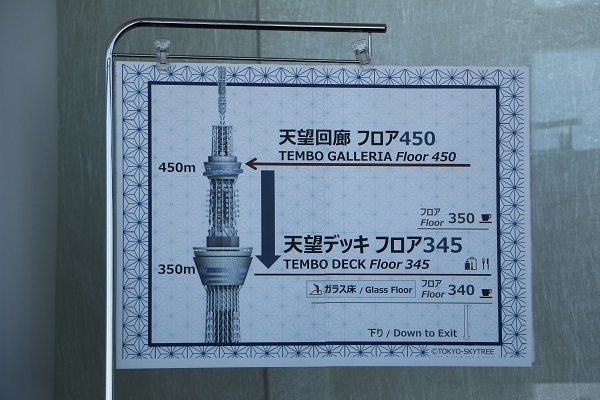 天望回廊 フロア450
TEMBO GALLERIA Floor 450
450m
フロア
Floor 350
天望デッキ フロア345
TEMBO DECK Floor 345
350m
ガラス床 / Glass Floor
フロア
Floor 340
下り / Down to Exit
©TOKYO-SKYTREE